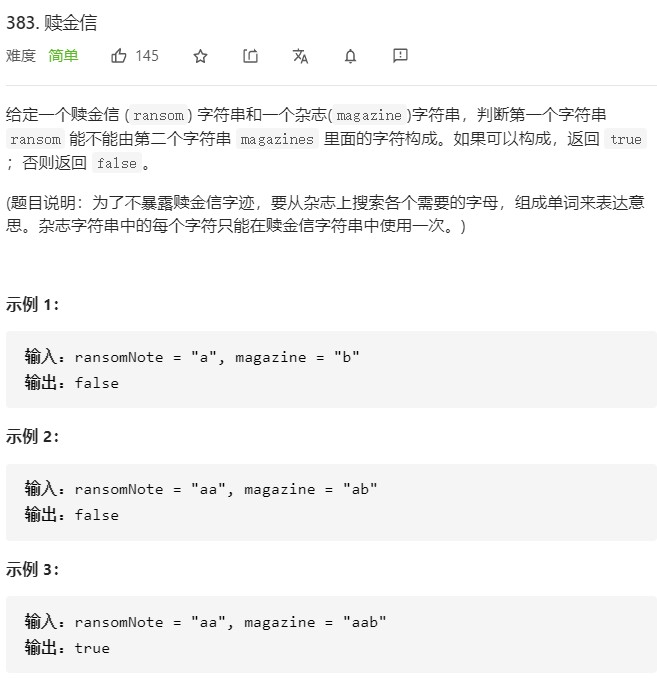 383. 赎金信
难度 简单 145
给定一个赎金信 (ransom) 字符串和一个杂志(magazine)字符串，判断第一个字符串
ransom 能不能由第二个字符串 magazines 里面的字符构成。如果可以构成，返回 true
；否则返回 false。
(题目说明：为了不暴露赎金信字迹，要从杂志上搜索各个需要的字母，组成单词来表达意
思。杂志字符串中的每个字符只能在赎金信字符串中使用一次。)
示例 1：
输入：ransomNote = "a", magazine = "b"
输出：false
示例 2：
输入：ransomNote = "aa", magazine = "ab"
输出：false
示例 3：
输入：ransomNote = "aa", magazine = "aab"
输出：true